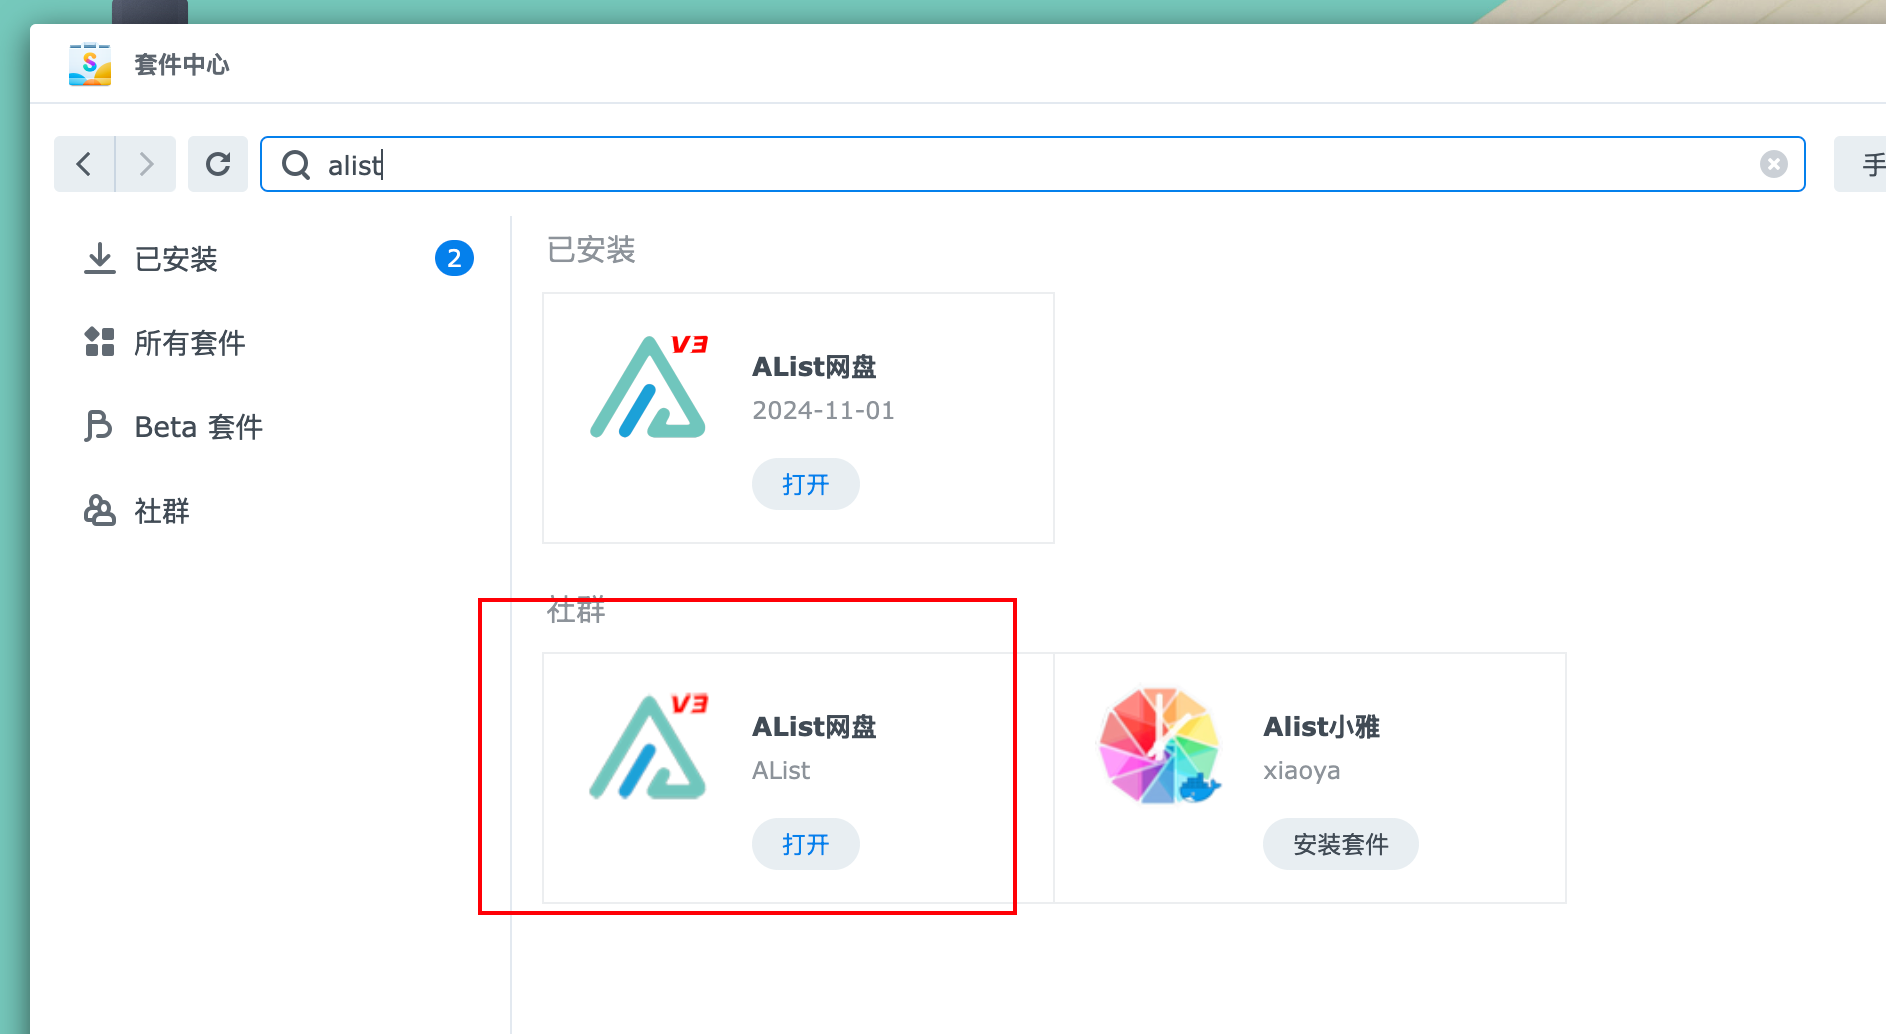 套件中心
alist
手
已安装
2
所有套件
Beta 套件
社群
已安装
V3
AList网盘
2024-11-01
打开
社群
V3
AList网盘
AList
打开
Alist小雅
xiaoya
安装套件